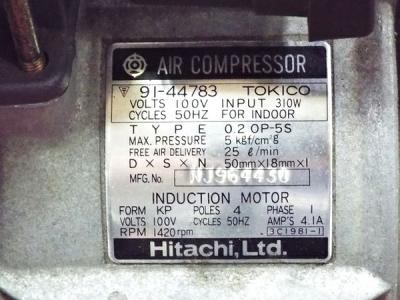 AIR COMPRESSOR
91-44783 TOKICO
VOLTS 100V INPUT 310W
CYCLES 50HZ FOR INDOOR
TYPE 0.2 OP-5S
MAX. PRESSURE 5 kgf/cm²g
FREE AIR DELIVERY 25 ℓ/min
D×S×N 50mm×18mm×1
MFG. No. NJ964430
INDUCTION MOTOR
FORM KP POLES 4 PHASE 1
VOLTS 100V CYCLES 50HZ AMP'S 4.1A
RPM 1420rpm 3C1981-1
Hitachi, Ltd.